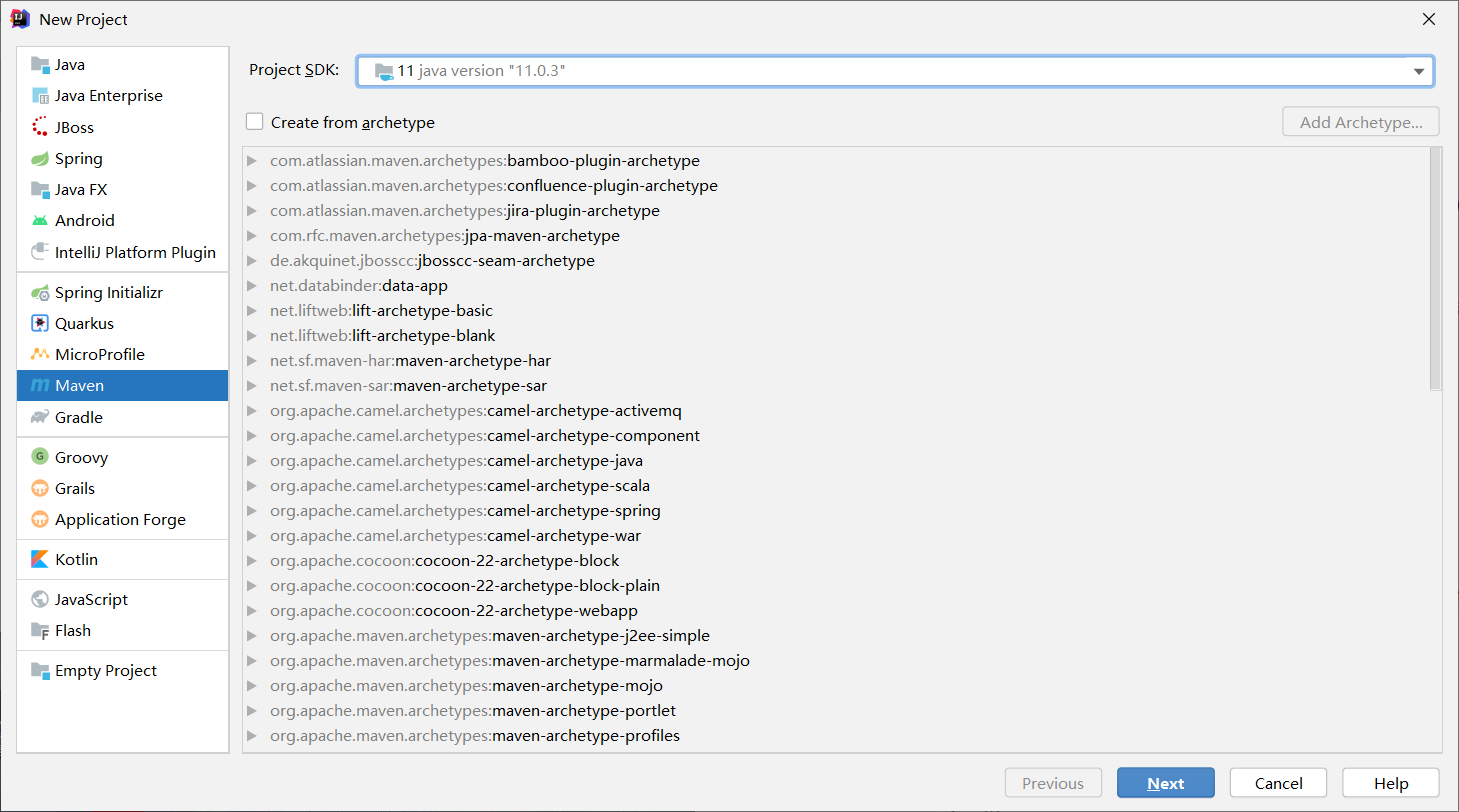 New Project
Java
Java Enterprise
JBoss
Spring
Java FX
Android
IntelliJ Platform Plugin
Spring Initializr
Quarkus
MicroProfile
Maven
Gradle
Groovy
Grails
Application Forge
Kotlin
JavaScript
Flash
Empty Project
Project SDK: 11 java version "11.0.3"
Create from archetype Add Archetype...
com.atlassian.maven.archetypes:bamboo-plugin-archetype
com.atlassian.maven.archetypes:confluence-plugin-archetype
com.atlassian.maven.archetypes:jira-plugin-archetype
com.rfc.maven.archetypes:jpa-maven-archetype
de.akquinet.jbosscc:jbosscc-seam-archetype
net.databinder:data-app
net.liftweb:lift-archetype-basic
net.liftweb:lift-archetype-blank
net.sf.maven-har:maven-archetype-har
net.sf.maven-sar:maven-archetype-sar
org.apache.camel.archetypes:camel-archetype-activemq
org.apache.camel.archetypes:camel-archetype-component
org.apache.camel.archetypes:camel-archetype-java
org.apache.camel.archetypes:camel-archetype-scala
org.apache.camel.archetypes:camel-archetype-spring
org.apache.camel.archetypes:camel-archetype-war
org.apache.cocoon:cocoon-22-archetype-block
org.apache.cocoon:cocoon-22-archetype-block-plain
org.apache.cocoon:cocoon-22-archetype-webapp
org.apache.maven.archetypes:maven-archetype-j2ee-simple
org.apache.maven.archetypes:maven-archetype-marmalade-mojo
org.apache.maven.archetypes:maven-archetype-mojo
org.apache.maven.archetypes:maven-archetype-portlet
org.apache.maven.archetypes:maven-archetype-profiles
Previous Next Cancel Help